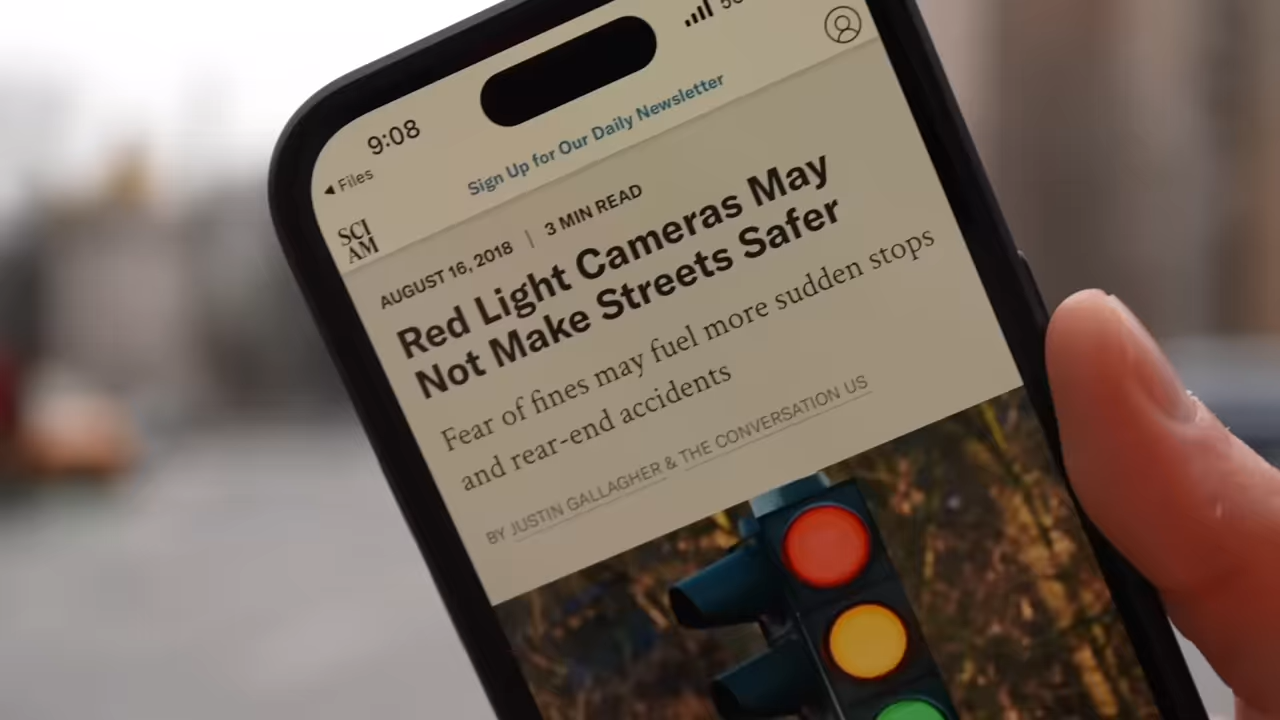 9:08
Files
Sign Up for Our Daily Newsletter
SCI
AM
AUGUST 16, 2018 | 3 MIN READ
Red Light Cameras May
Not Make Streets Safer
Fear of fines may fuel more sudden stops
and rear-end accidents
BY JUSTIN GALLAGHER & THE CONVERSATION US